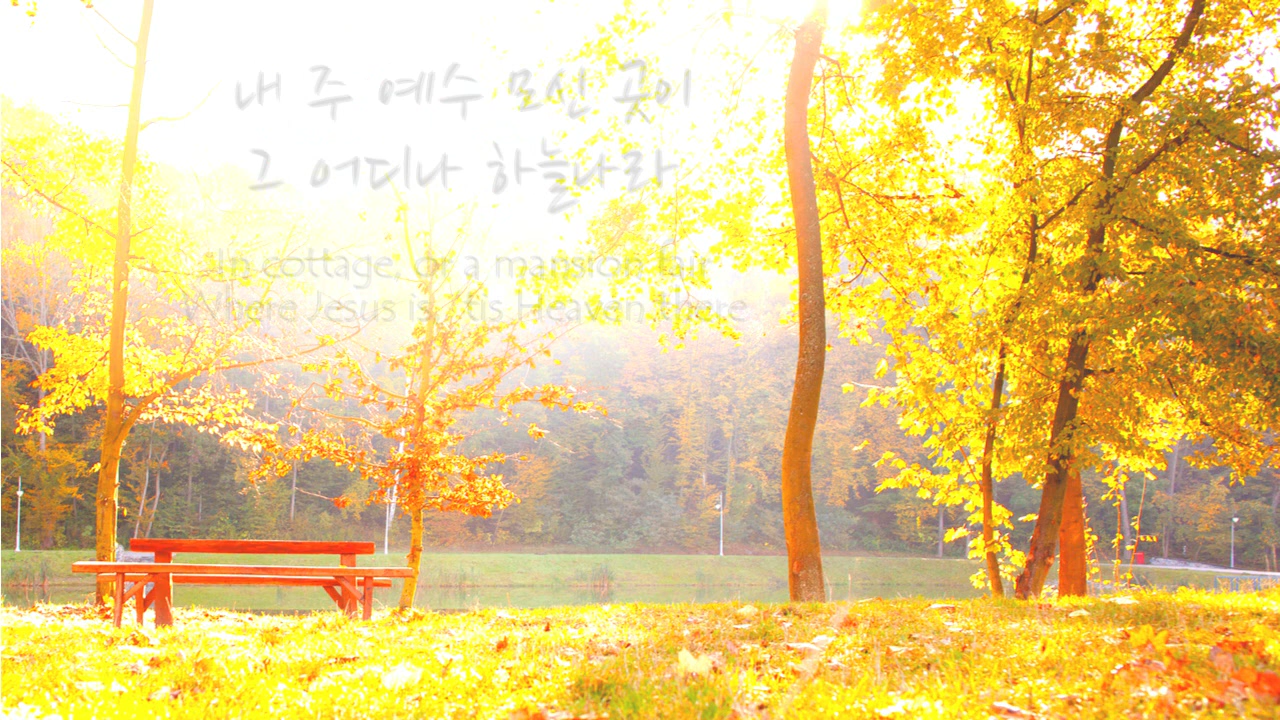 내 주 예수 모신 곳이
그 어디나 하늘나라
In cottage, or a mansion fair
Where Jesus is, 'tis Heaven there